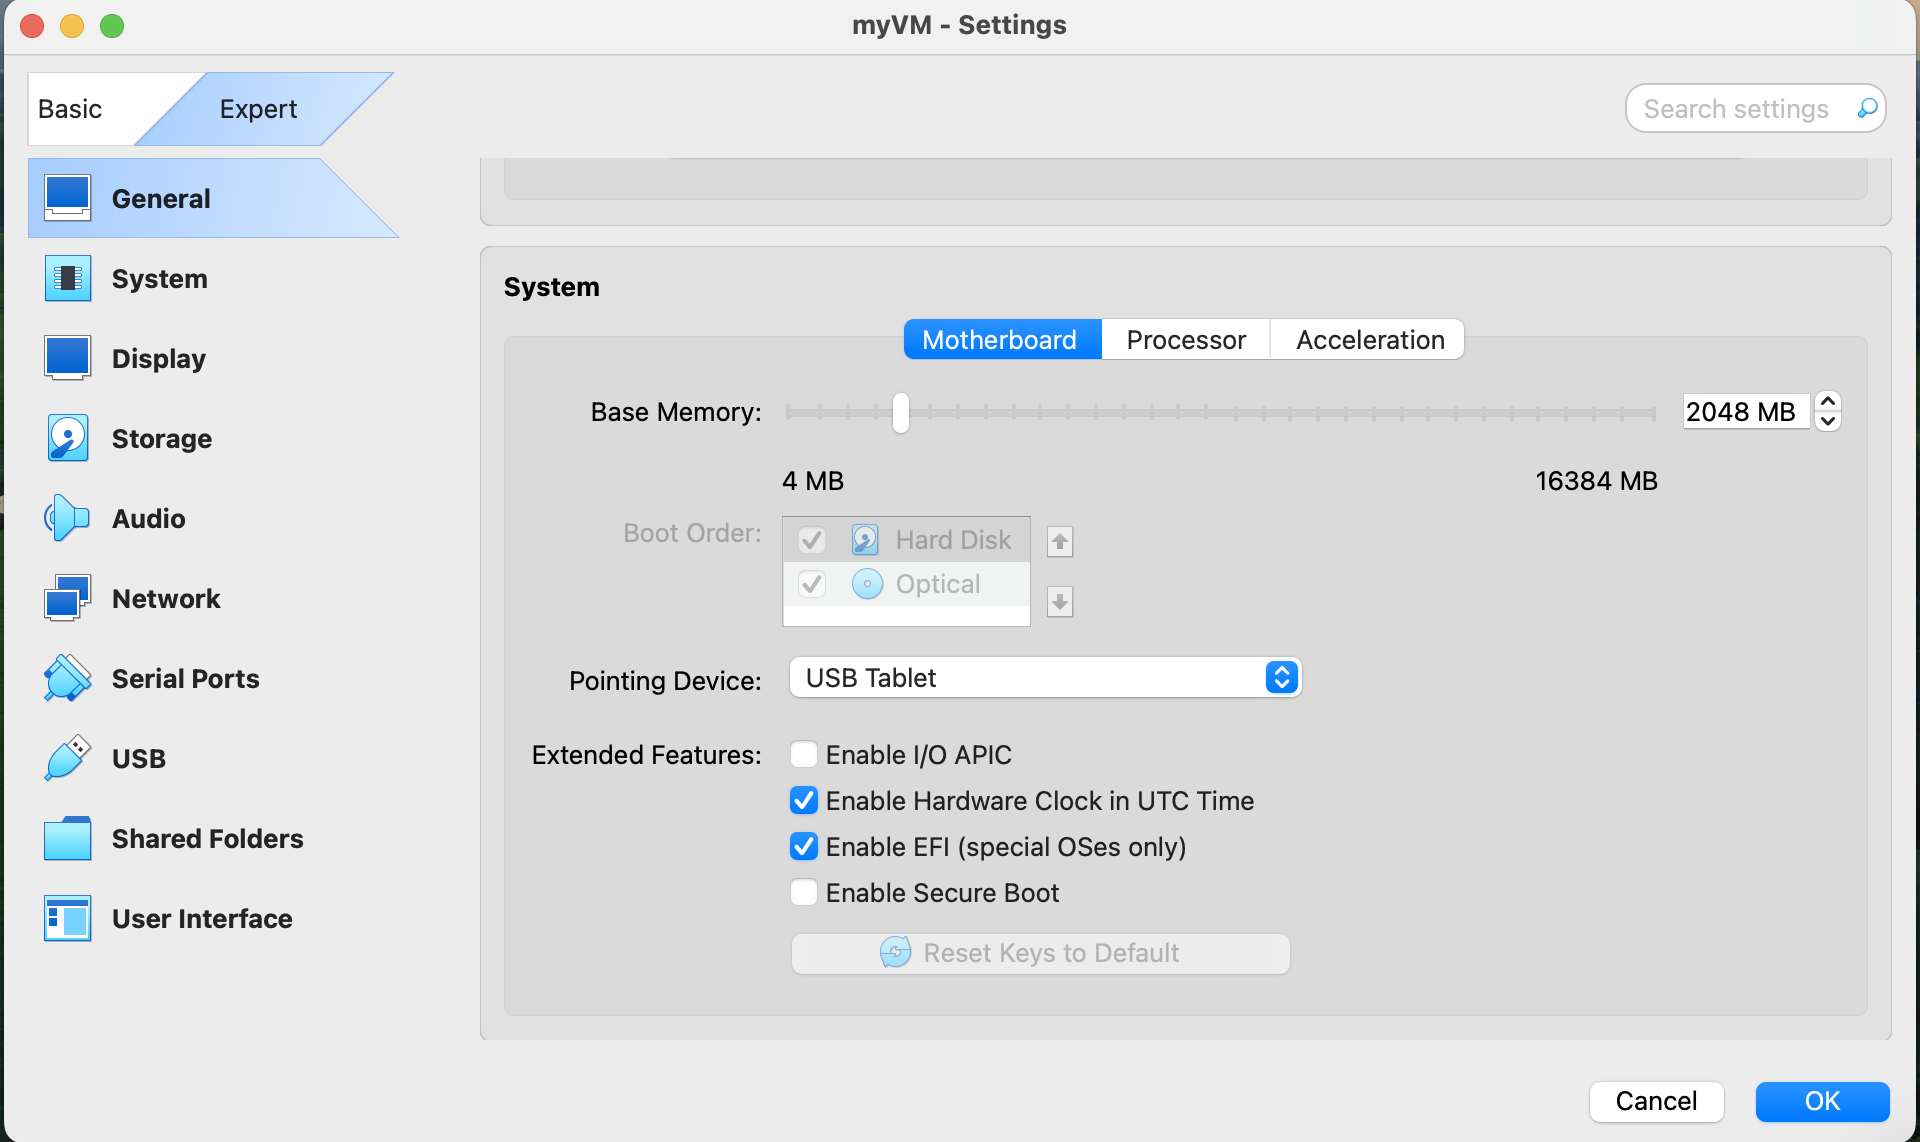 myVM - Settings
Basic
Expert
Search settings
General
System
Display
Storage
Audio
Network
Serial Ports
USB
Shared Folders
User Interface
System
Motherboard
Processor
Acceleration
Base Memory:
2048 MB
4 MB
16384 MB
Boot Order:
Hard Disk
Optical
Pointing Device:
USB Tablet
Extended Features:
Enable I/O APIC
Enable Hardware Clock in UTC Time
Enable EFI (special OSes only)
Enable Secure Boot
Reset Keys to Default
Cancel
OK